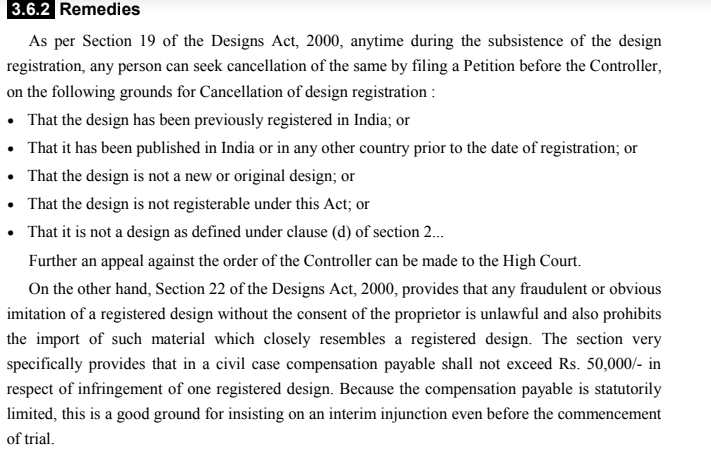 3.6.2 Remedies
As per Section 19 of the Designs Act, 2000, anytime during the subsistence of the design
registration, any person can seek cancellation of the same by filing a Petition before the Controller,
on the following grounds for Cancellation of design registration :
• That the design has been previously registered in India; or
• That it has been published in India or in any other country prior to the date of registration; or
• That the design is not a new or original design; or
• That the design is not registerable under this Act; or
• That it is not a design as defined under clause (d) of section 2...
Further an appeal against the order of the Controller can be made to the High Court.
On the other hand, Section 22 of the Designs Act, 2000, provides that any fraudulent or obvious
imitation of a registered design without the consent of the proprietor is unlawful and also prohibits
the import of such material which closely resembles a registered design. The section very
specifically provides that in a civil case compensation payable shall not exceed Rs. 50,000/- in
respect of infringement of one registered design. Because the compensation payable is statutorily
limited, this is a good ground for insisting on an interim injunction even before the commencement
of trial.